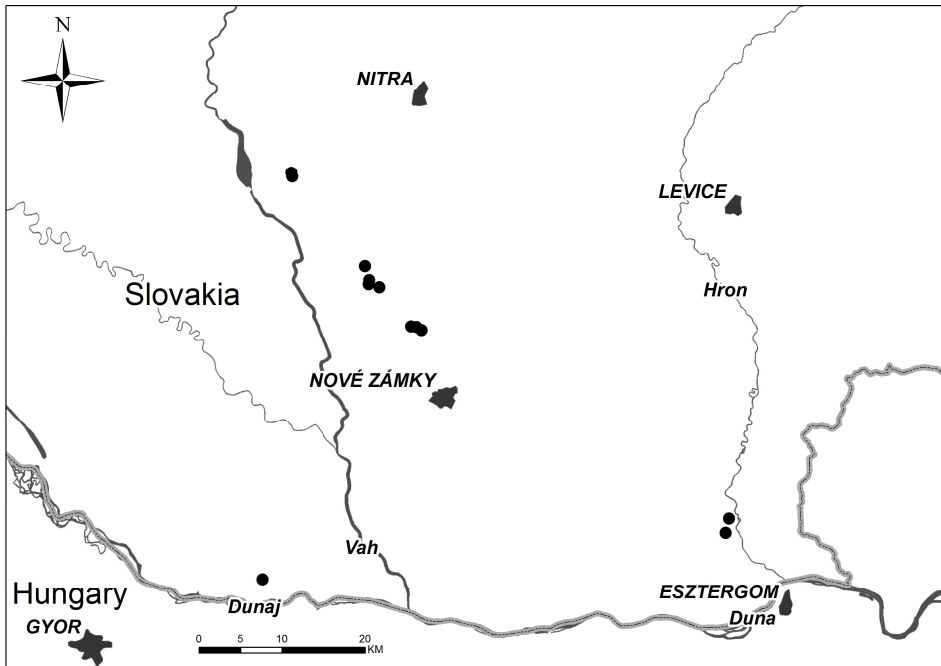 N
NITRA
LEVICE
Slovakia
Hron
NOVÉ ZÁMKY
Vah
Hungary
Dunaj
ESZTERGOM
Duna
GYOR
0 5 10 20
KM